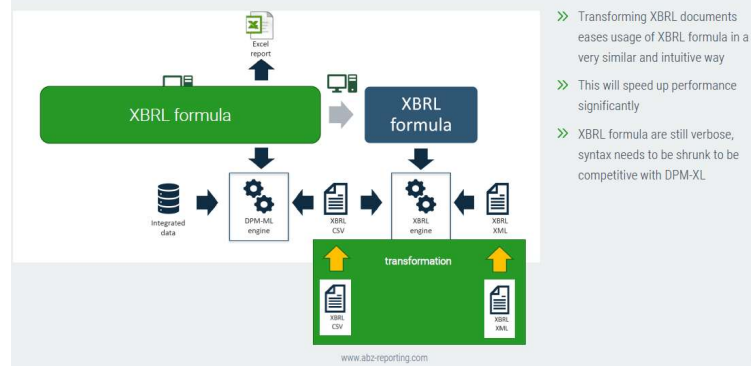 Excel
report
XBRL formula
XBRL
formula
Integrated
data
DPM-ML
engine
XBRL
CSV
XBRL
engine
XBRL
XML
transformation
XBRL
CSV
XBRL
XML
www.abz-reporting.com
Transforming XBRL documents
eases usage of XBRL formula in a
very similar and intuitive way
This will speed up performance
significantly
XBRL formula are still verbose,
syntax needs to be shrunk to be
competitive with DPM-XL